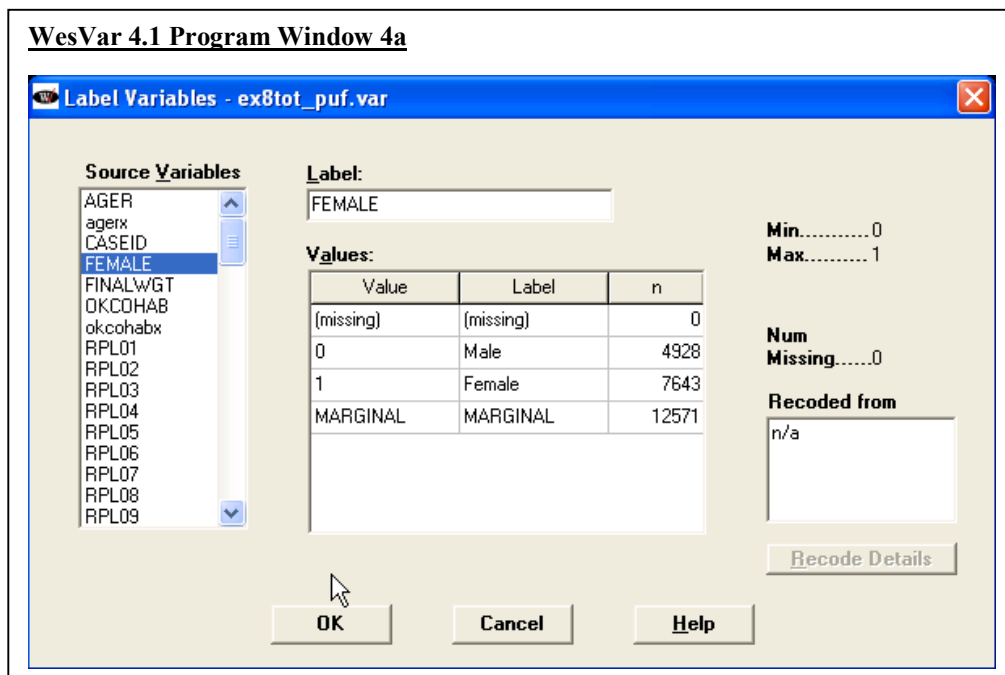 WesVar 4.1 Program Window 4a
Label Variables - ex8tot_puf.var
Source Variables
AGER
agerx
CASEID
FEMALE
FINALWGT
OKCOHAB
okcohabx
RPL01
RPL02
RPL03
RPL04
RPL05
RPL06
RPL07
RPL08
RPL09
Label:
FEMALE
Values:
Value Label n
(missing) (missing) 0
0 Male 4928
1 Female 7643
MARGINAL MARGINAL 12571
Min...........0
Max..........1
Num
Missing......0
Recoded from
n/a
Recode Details
OK Cancel Help